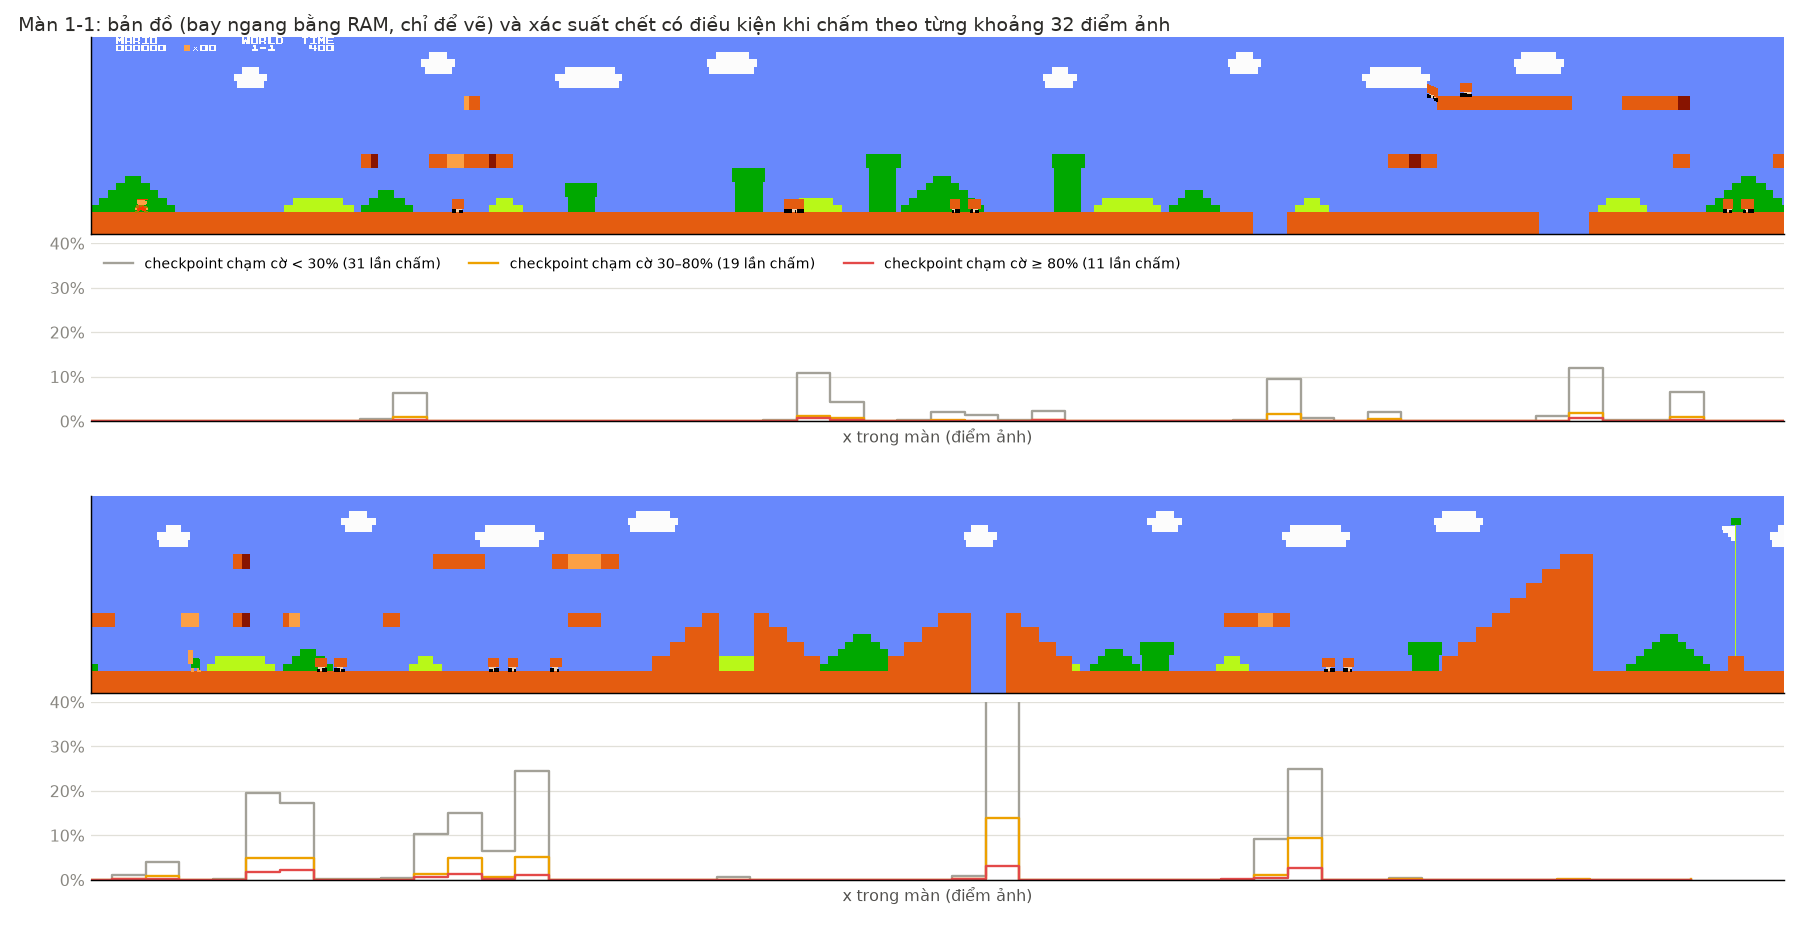 Màn 1-1: bản đồ (bay ngang bằng RAM, chỉ để vẽ) và xác suất chết có điều kiện khi chấm theo từng khoảng 32 điểm ảnh
MARIO WORLD TIME
000000 ×00 1-1 400
40%
checkpoint chạm cờ < 30% (31 lần chấm)
checkpoint chạm cờ 30–80% (19 lần chấm)
checkpoint chạm cờ ≥ 80% (11 lần chấm)
30%
20%
10%
0%
x trong màn (điểm ảnh)
40%
30%
20%
10%
0%
x trong màn (điểm ảnh)